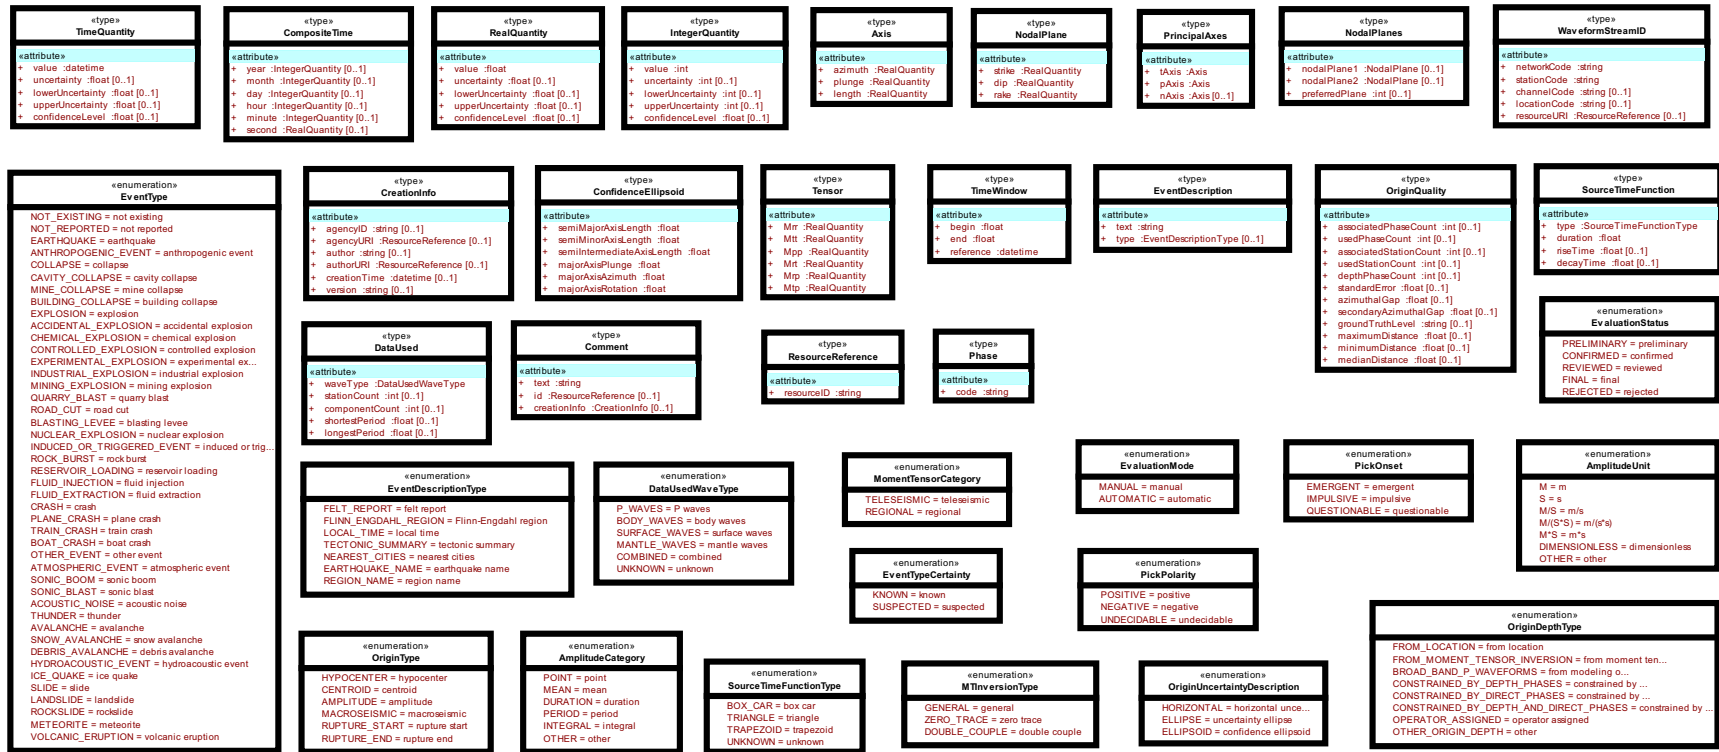 «type»
TimeQuantity
«attribute»
+ value :datetime
+ uncertainty :float [0..1]
+ lowerUncertainty :float [0..1]
+ upperUncertainty :float [0..1]
+ confidenceLevel :float [0..1]
«type»
CompositeTime
«attribute»
+ year :IntegerQuantity [0..1]
+ month :IntegerQuantity [0..1]
+ day :IntegerQuantity [0..1]
+ hour :IntegerQuantity [0..1]
+ minute :IntegerQuantity [0..1]
+ second :RealQuantity [0..1]
«type»
RealQuantity
«attribute»
+ value :float
+ uncertainty :float [0..1]
+ lowerUncertainty :float [0..1]
+ upperUncertainty :float [0..1]
+ confidenceLevel :float [0..1]
«type»
IntegerQuantity
«attribute»
+ value :int
+ uncertainty :int [0..1]
+ lowerUncertainty :int [0..1]
+ upperUncertainty :int [0..1]
+ confidenceLevel :float [0..1]
«type»
Axis
«attribute»
+ azimuth :RealQuantity
+ plunge :RealQuantity
+ length :RealQuantity
«type»
NodalPlane
«attribute»
+ strike :RealQuantity
+ dip :RealQuantity
+ rake :RealQuantity
«type»
PrincipalAxes
«attribute»
+ tAxis :Axis
+ pAxis :Axis
+ nAxis :Axis [0..1]
«type»
NodalPlanes
«attribute»
+ nodalPlane1 :NodalPlane [0..1]
+ nodalPlane2 :NodalPlane [0..1]
+ preferredPlane :int [0..1]
«type»
WaveformStreamID
«attribute»
+ networkCode :string
+ stationCode :string
+ channelCode :string [0..1]
+ locationCode :string [0..1]
+ resourceURI :ResourceReference [0..1]
«enumeration»
EventType
NOT_EXISTING = not existing
NOT_REPORTED = not reported
EARTHQUAKE = earthquake
ANTHROPOGENIC_EVENT = anthropogenic event
COLLAPSE = collapse
CAVITY_COLLAPSE = cavity collapse
MINE_COLLAPSE = mine collapse
BUILDING_COLLAPSE = building collapse
EXPLOSION = explosion
ACCIDENTAL_EXPLOSION = accidental explosion
CHEMICAL_EXPLOSION = chemical explosion
CONTROLLED_EXPLOSION = controlled explosion
EXPERIMENTAL_EXPLOSION = experimental ex...
INDUSTRIAL_EXPLOSION = industrial explosion
MINING_EXPLOSION = mining explosion
QUARRY_BLAST = quarry blast
ROAD_CUT = road cut
BLASTING_LEVEE = blasting levee
NUCLEAR_EXPLOSION = nuclear explosion
INDUCED_OR_TRIGGERED_EVENT = induced or trig...
ROCK_BURST = rock burst
RESERVOIR_LOADING = reservoir loading
FLUID_INJECTION = fluid injection
FLUID_EXTRACTION = fluid extraction
CRASH = crash
PLANE_CRASH = plane crash
TRAIN_CRASH = train crash
BOAT_CRASH = boat crash
OTHER_EVENT = other event
ATMOSPHERIC_EVENT = atmospheric event
SONIC_BOOM = sonic boom
SONIC_BLAST = sonic blast
ACOUSTIC_NOISE = acoustic noise
THUNDER = thunder
AVALANCHE = avalanche
SNOW_AVALANCHE = snow avalanche
DEBRIS_AVALANCHE = debris avalanche
HYDROACOUSTIC_EVENT = hydroacoustic event
ICE_QUAKE = ice quake
SLIDE = slide
LANDSLIDE = landslide
ROCKSLIDE = rockslide
METEORITE = meteorite
VOLCANIC_ERUPTION = volcanic eruption
«type»
CreationInfo
«attribute»
+ agencyID :string [0..1]
+ agencyURI :ResourceReference [0..1]
+ author :string [0..1]
+ authorURI :ResourceReference [0..1]
+ creationTime :datetime [0..1]
+ version :string [0..1]
«type»
ConfidenceEllipsoid
«attribute»
+ semiMajorAxisLength :float
+ semiMinorAxisLength :float
+ semiIntermediateAxisLength :float
+ majorAxisPlunge :float
+ majorAxisAzimuth :float
+ majorAxisRotation :float
«type»
Tensor
«attribute»
+ Mrr :RealQuantity
+ Mtt :RealQuantity
+ Mpp :RealQuantity
+ Mrt :RealQuantity
+ Mrp :RealQuantity
+ Mtp :RealQuantity
«type»
TimeWindow
«attribute»
+ begin :float
+ end :float
+ reference :datetime
«type»
EventDescription
«attribute»
+ text :string
+ type :EventDescriptionType [0..1]
«type»
OriginQuality
«attribute»
+ associatedPhaseCount :int [0..1]
+ usedPhaseCount :int [0..1]
+ associatedStationCount :int [0..1]
+ usedStationCount :int [0..1]
+ depthPhaseCount :int [0..1]
+ standardError :float [0..1]
+ azimuthalGap :float [0..1]
+ secondaryAzimuthalGap :float [0..1]
+ groundTruthLevel :string [0..1]
+ maximumDistance :float [0..1]
+ minimumDistance :float [0..1]
+ medianDistance :float [0..1]
«type»
SourceTimeFunction
«attribute»
+ type :SourceTimeFunctionType
+ duration :float
+ riseTime :float [0..1]
+ decayTime :float [0..1]
«enumeration»
EvaluationStatus
PRELIMINARY = preliminary
CONFIRMED = confirmed
REVIEWED = reviewed
FINAL = final
REJECTED = rejected
«type»
DataUsed
«attribute»
+ waveType :DataUsedWaveType
+ stationCount :int [0..1]
+ componentCount :int [0..1]
+ shortestPeriod :float [0..1]
+ longestPeriod :float [0..1]
«type»
Comment
«attribute»
+ text :string
+ id :ResourceReference [0..1]
+ creationInfo :CreationInfo [0..1]
«type»
ResourceReference
«attribute»
+ resourceID :string
«type»
Phase
«attribute»
+ code :string
«enumeration»
EventDescriptionType
FELT_REPORT = felt report
FLINN_ENGDAHL_REGION = Flinn-Engdahl region
LOCAL_TIME = local time
TECTONIC_SUMMARY = tectonic summary
NEAREST_CITIES = nearest cities
EARTHQUAKE_NAME = earthquake name
REGION_NAME = region name
«enumeration»
DataUsedWaveType
P_WAVES = P waves
BODY_WAVES = body waves
SURFACE_WAVES = surface waves
MANTLE_WAVES = mantle waves
COMBINED = combined
UNKNOWN = unknown
«enumeration»
MomentTensorCategory
TELESEISMIC = teleseismic
REGIONAL = regional
«enumeration»
EvaluationMode
MANUAL = manual
AUTOMATIC = automatic
«enumeration»
PickOnset
EMERGENT = emergent
IMPULSIVE = impulsive
QUESTIONABLE = questionable
«enumeration»
AmplitudeUnit
M = m
S = s
M/S = m/s
M/(S*S) = m/(s*s)
M*S = m*s
DIMENSIONLESS = dimensionless
OTHER = other
«enumeration»
EventTypeCertainty
KNOWN = known
SUSPECTED = suspected
«enumeration»
PickPolarity
POSITIVE = positive
NEGATIVE = negative
UNDECIDABLE = undecidable
«enumeration»
OriginType
HYPOCENTER = hypocenter
CENTROID = centroid
AMPLITUDE = amplitude
MACROSEISMIC = macroseismic
RUPTURE_START = rupture start
RUPTURE_END = rupture end
«enumeration»
AmplitudeCategory
POINT = point
MEAN = mean
DURATION = duration
PERIOD = period
INTEGRAL = integral
OTHER = other
«enumeration»
SourceTimeFunctionType
BOX_CAR = box car
TRIANGLE = triangle
TRAPEZOID = trapezoid
UNKNOWN = unknown
«enumeration»
MTInversionType
GENERAL = general
ZERO_TRACE = zero trace
DOUBLE_COUPLE = double couple
«enumeration»
OriginUncertaintyDescription
HORIZONTAL = horizontal unce...
ELLIPSE = uncertainty ellipse
ELLIPSOID = confidence ellipsoid
«enumeration»
OriginDepthType
FROM_LOCATION = from location
FROM_MOMENT_TENSOR_INVERSION = from moment ten...
BROAD_BAND_P_WAVEFORMS = from modeling o...
CONSTRAINED_BY_DEPTH_PHASES = constrained by ...
CONSTRAINED_BY_DIRECT_PHASES = constrained by ...
CONSTRAINED_BY_DEPTH_AND_DIRECT_PHASES = constrained by ...
OPERATOR_ASSIGNED = operator assigned
OTHER_ORIGIN_DEPTH = other